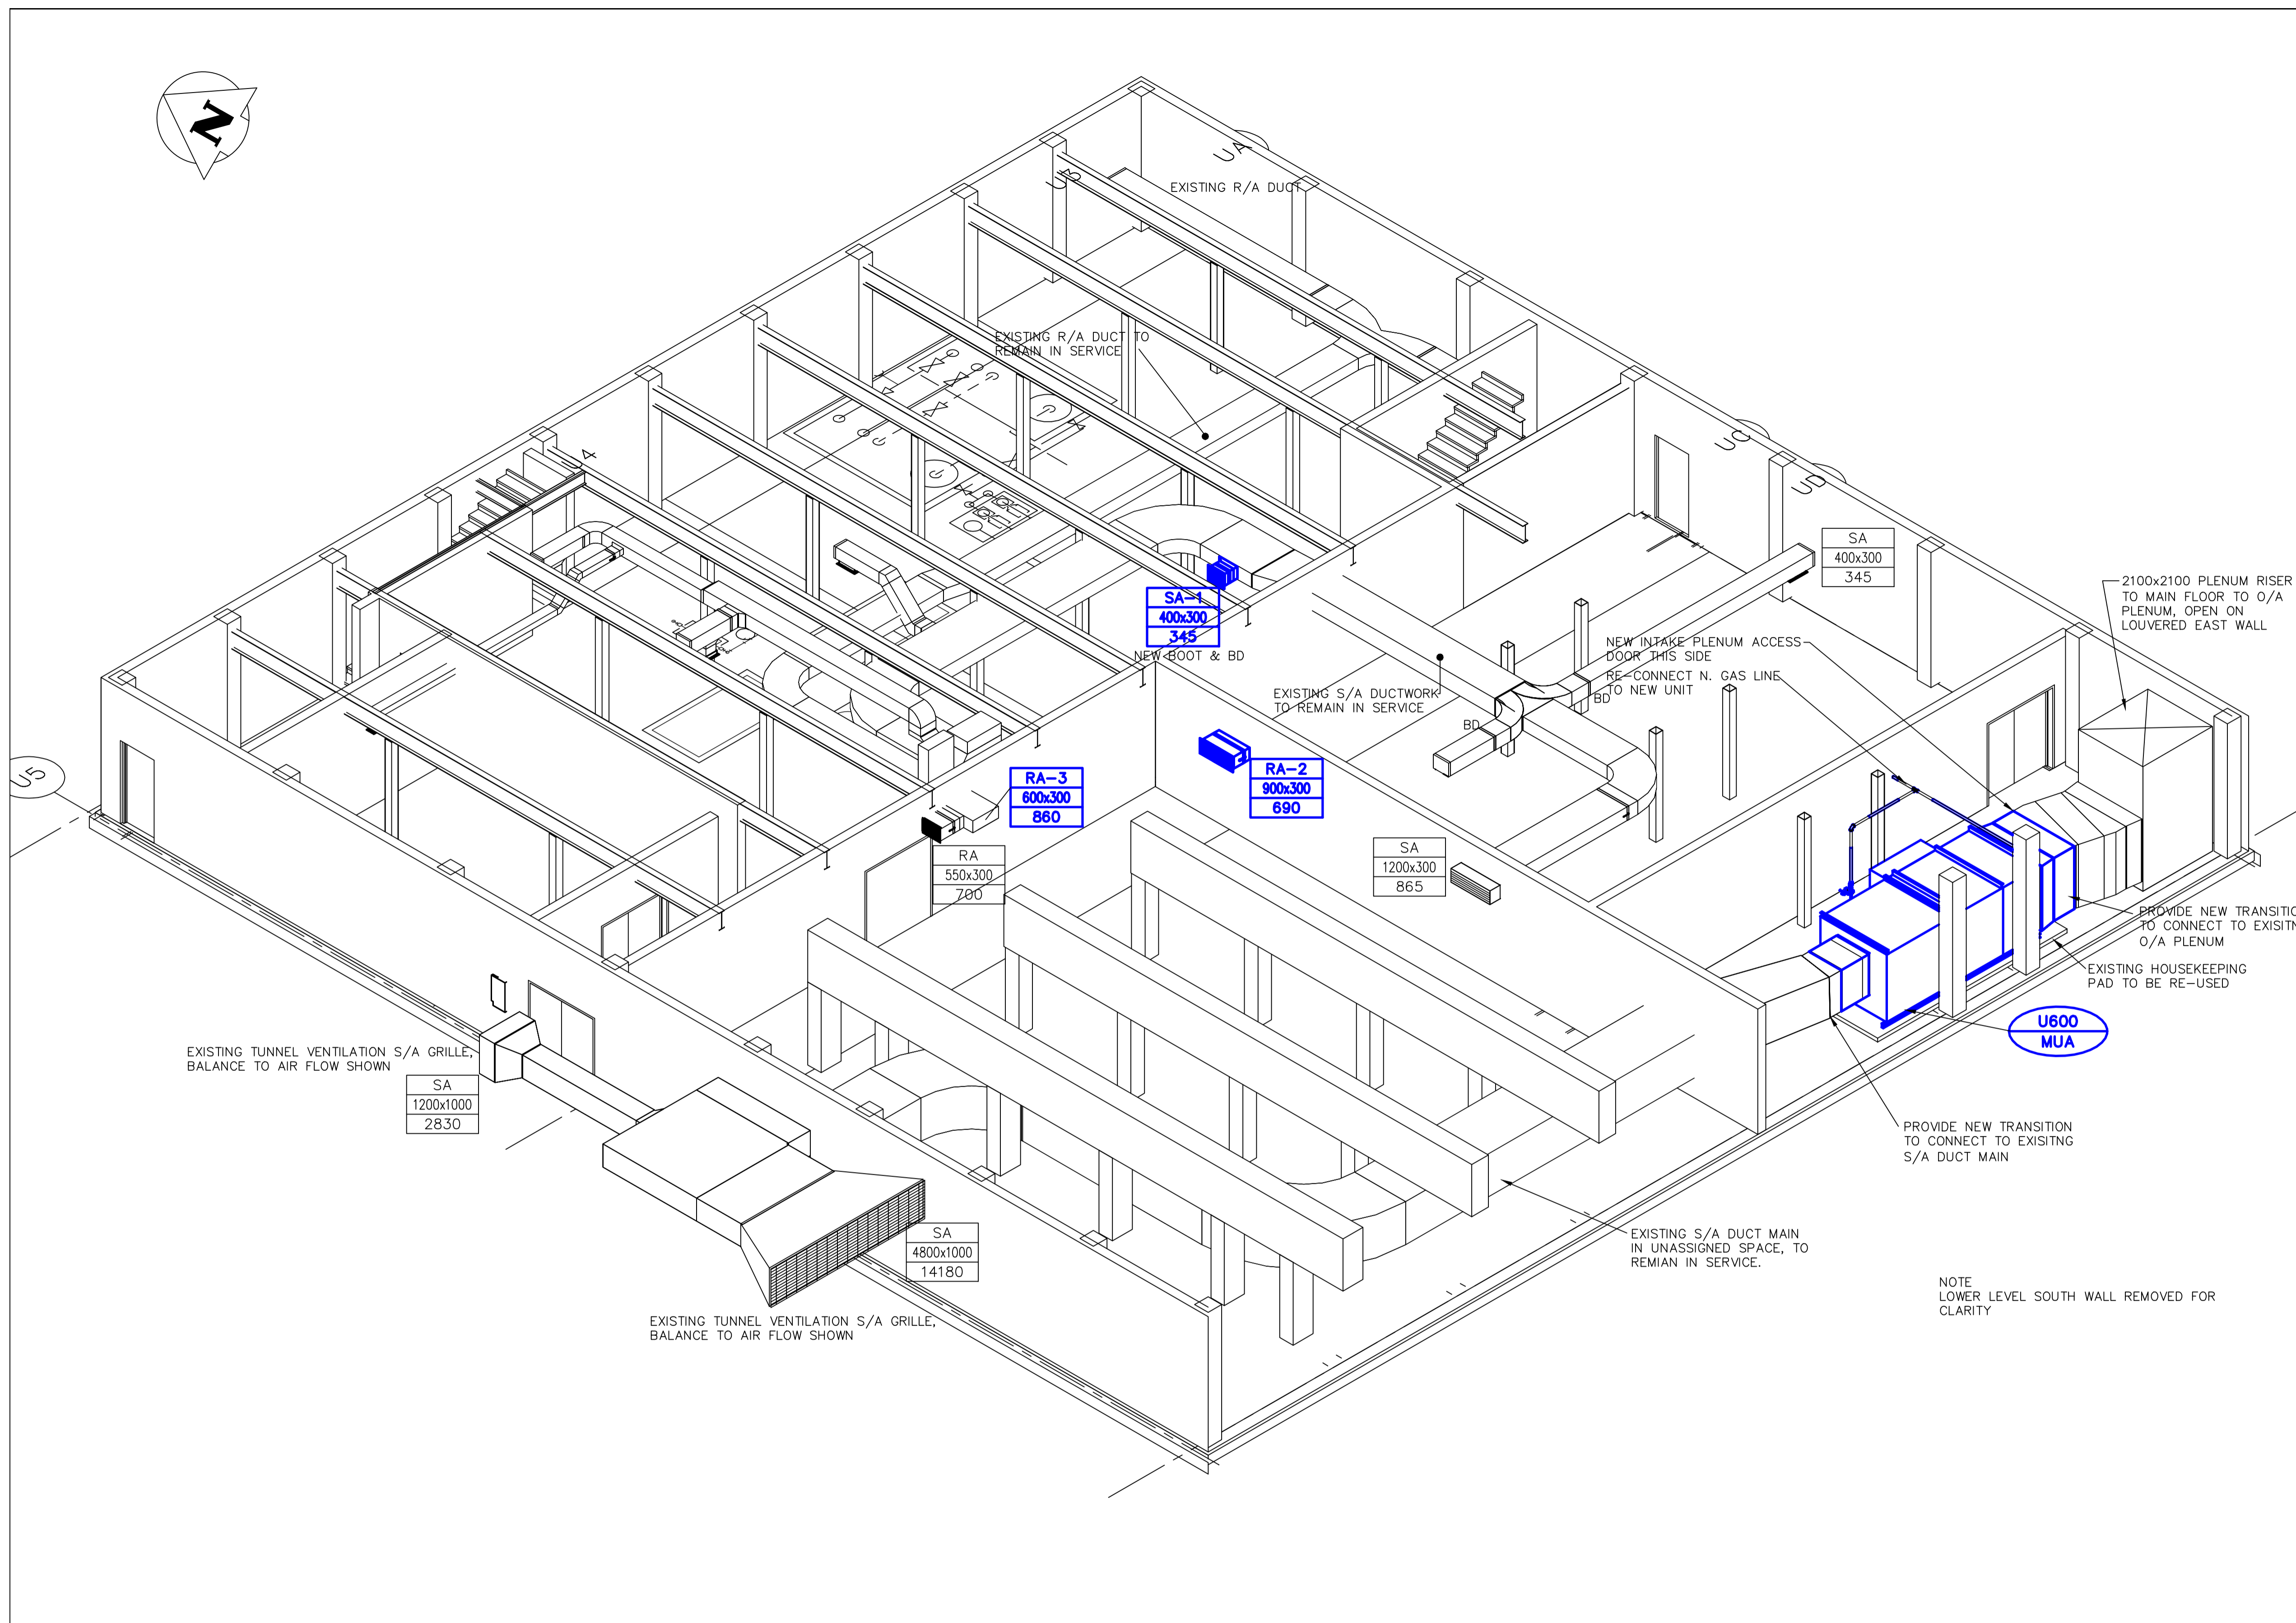 N
UA
U3
EXISTING R/A DUCT
EXISTING R/A DUCT TO
REMAIN IN SERVICE
U4
UC
UD
SA
400x300
345
2100x2100 PLENUM RISER
TO MAIN FLOOR TO O/A
PLENUM, OPEN ON
LOUVERED EAST WALL
SA-1
400x300
345
NEW BOOT & BD
NEW INTAKE PLENUM ACCESS
DOOR THIS SIDE
RE-CONNECT N. GAS LINE
TO NEW UNIT
EXISTING S/A DUCTWORK
TO REMAIN IN SERVICE
BD
BD
U5
RA-3
600x300
860
RA-2
900x300
690
RA
550x300
700
SA
1200x300
865
PROVIDE NEW TRANSITIO
TO CONNECT TO EXISITN
O/A PLENUM
EXISTING HOUSEKEEPING
PAD TO BE RE-USED
U600
MUA
EXISTING TUNNEL VENTILATION S/A GRILLE,
BALANCE TO AIR FLOW SHOWN
SA
1200x1000
2830
PROVIDE NEW TRANSITION
TO CONNECT TO EXISITNG
S/A DUCT MAIN
SA
4800x1000
14180
EXISTING S/A DUCT MAIN
IN UNASSIGNED SPACE, TO
REMIAN IN SERVICE.
NOTE
LOWER LEVEL SOUTH WALL REMOVED FOR
CLARITY
EXISTING TUNNEL VENTILATION S/A GRILLE,
BALANCE TO AIR FLOW SHOWN